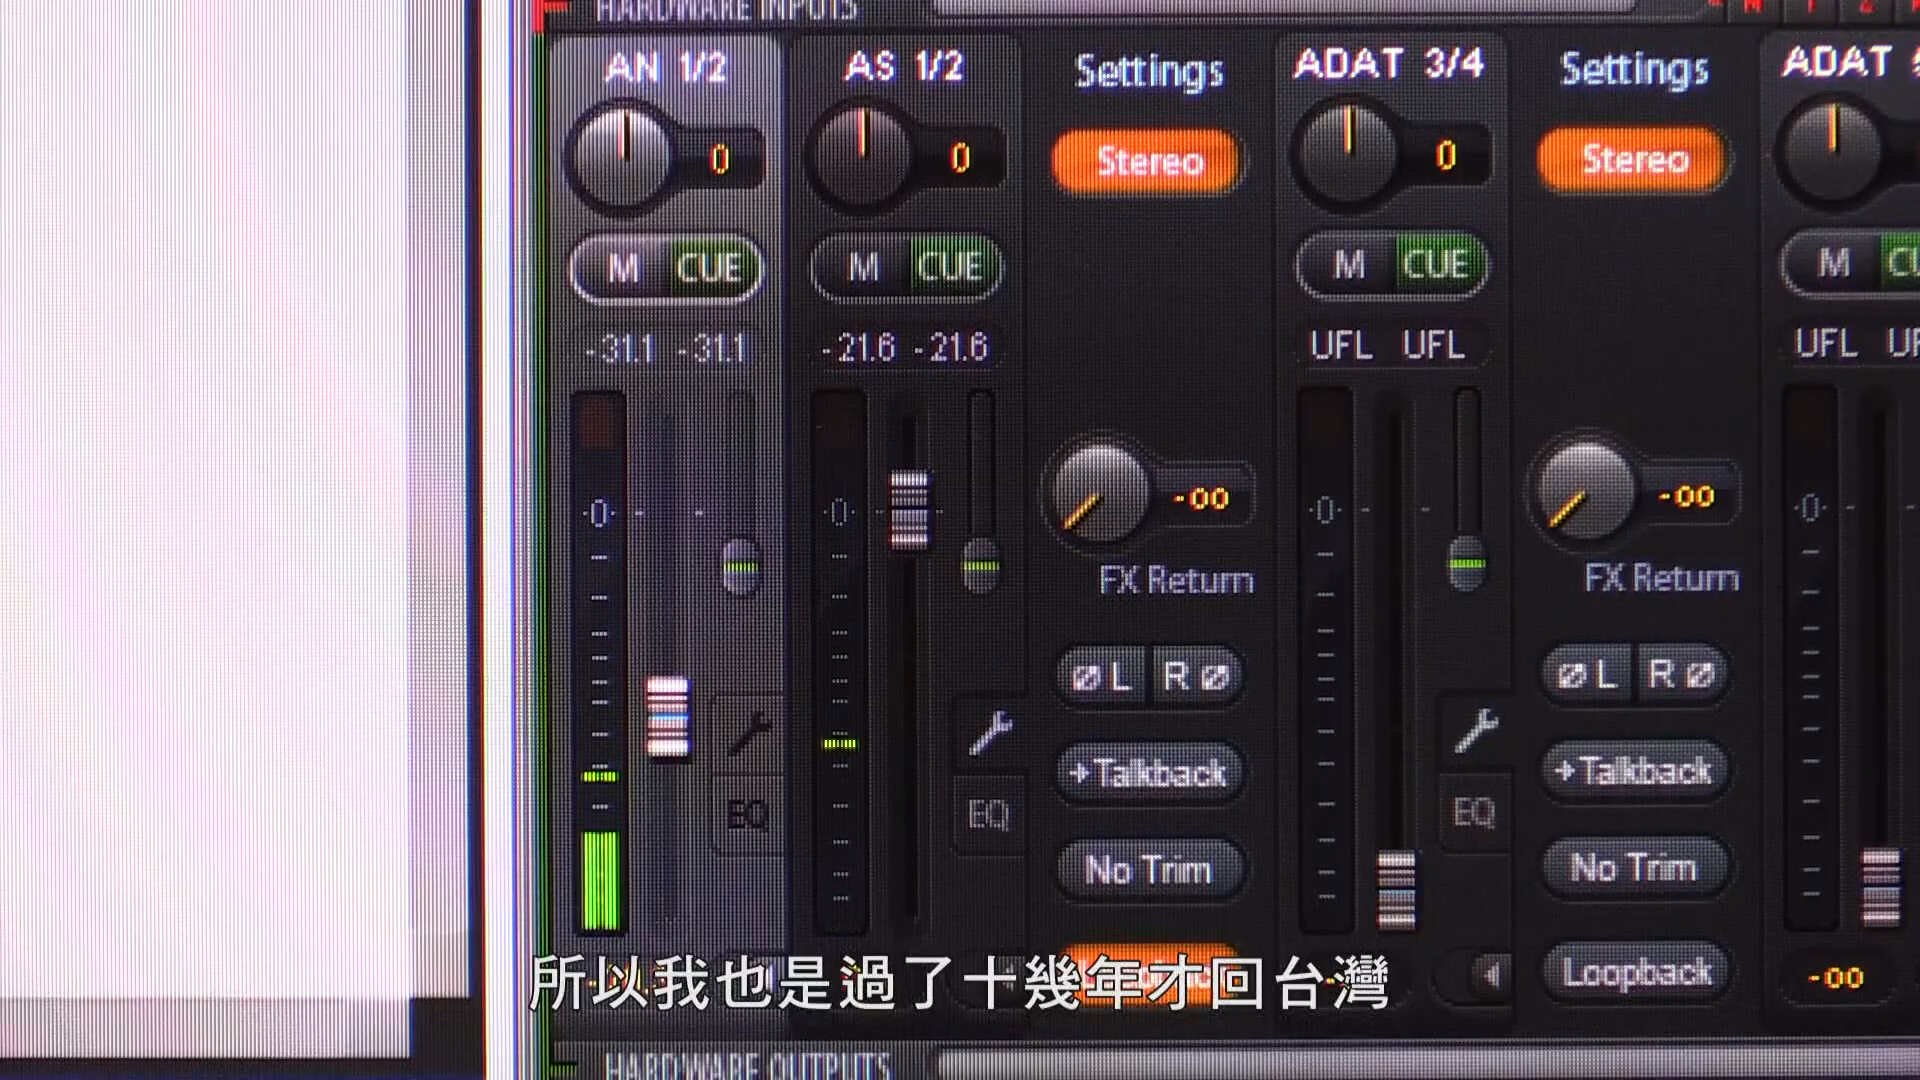 HARDWARE INPUTS
AN 1/2 AS 1/2 Settings ADAT 3/4 Settings ADAT
0 0 Stereo 0 Stereo
M CUE M CUE M CUE M
-31.1 -31.1 -21.6 -21.6 UFL UFL UFL
0 0 0 0
-oo -oo
FX Return FX Return
L R L R
EQ EQ EQ
→Talkback →Talkback
No Trim No Trim
Loopback -oo
所以我也是過了十幾年才回台灣
HARDWARE OUTPUTS